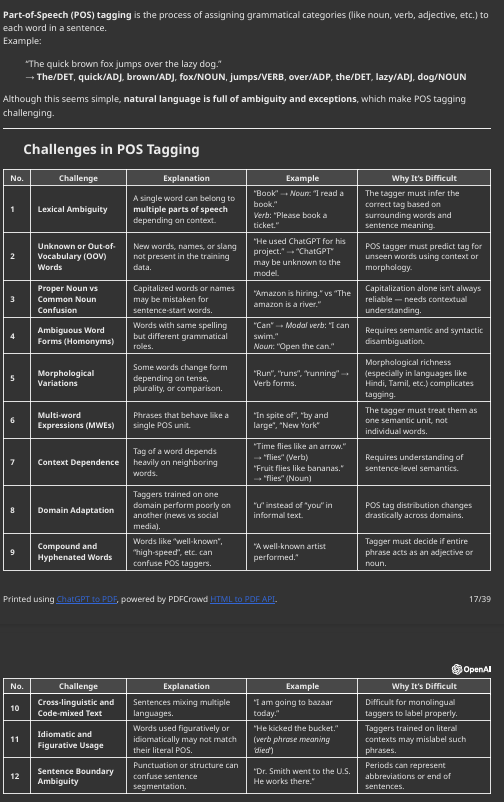 Part-of-Speech (POS) tagging is the process of assigning grammatical categories (like noun, verb, adjective, etc.) to
each word in a sentence.
Example:
“The quick brown fox jumps over the lazy dog.”
→ The/DET, quick/ADJ, brown/ADJ, fox/NOUN, jumps/VERB, over/ADP, the/DET, lazy/ADJ, dog/NOUN
Although this seems simple, natural language is full of ambiguity and exceptions, which make POS tagging
challenging.
Challenges in POS Tagging
No. Challenge Explanation Example Why It’s Difficult
1
Lexical Ambiguity
A single word can belong to
multiple parts of speech
depending on context.
“Book” → Noun: “I read a
book.”
Verb: “Please book a
ticket.”
The tagger must infer the
correct tag based on
surrounding words and
sentence meaning.
2
Unknown or Out-of-
Vocabulary (OOV)
Words
New words, names, or slang
not present in the training
data.
“He used ChatGPT for his
project.” → “ChatGPT”
may be unknown to the
model.
POS tagger must predict tag for
unseen words using context or
morphology.
3
Proper Noun vs
Common Noun
Confusion
Capitalized words or names
may be mistaken for
sentence-start words.
“Amazon is hiring.” vs “The
amazon is a river.”
Capitalization alone isn’t always
reliable — needs contextual
understanding.
4
Ambiguous Word
Forms (Homonyms)
Words with same spelling
but different grammatical
roles.
“Can” → Modal verb: “I can
swim.”
Noun: “Open the can.”
Requires semantic and syntactic
disambiguation.
5
Morphological
Variations
Some words change form
depending on tense,
plurality, or comparison.
“Run”, “runs”, “running” →
Verb forms.
Morphological richness
(especially in languages like
Hindi, Tamil, etc.) complicates
tagging.
6
Multi-word
Expressions (MWEs)
Phrases that behave like a
single POS unit.
“In spite of”, “by and
large”, “New York”
The tagger must treat them as
one semantic unit, not
individual words.
7
Context Dependence
Tag of a word depends
heavily on neighboring
words.
“Time flies like an arrow.”
→ “flies” (Verb)
“Fruit flies like bananas.”
→ “flies” (Noun)
Requires understanding of
sentence-level semantics.
8
Domain Adaptation
Taggers trained on one
domain perform poorly on
another (news vs social
media).
“u” instead of “you” in
informal text.
POS tag distribution changes
drastically across domains.
9
Compound and
Hyphenated Words
Words like “well-known”,
“high-speed”, etc. can
confuse POS taggers.
“A well-known artist
performed.”
Tagger must decide if entire
phrase acts as an adjective or
noun.
Printed using ChatGPT to PDF, powered by PDFCrowd HTML to PDF API. 17/39
OpenAI
No. Challenge Explanation Example Why It’s Difficult
10
Cross-linguistic and
Code-mixed Text
Sentences mixing multiple
languages.
“I am going to bazaar
today.”
Difficult for monolingual
taggers to label properly.
11
Idiomatic and
Figurative Usage
Words used figuratively or
idiomatically may not match
their literal POS.
“He kicked the bucket.”
(verb phrase meaning
‘died’)
Taggers trained on literal
contexts may mislabel such
phrases.
12
Sentence Boundary
Ambiguity
Punctuation or structure can
confuse sentence
segmentation.
“Dr. Smith went to the U.S.
He works there.”
Periods can represent
abbreviations or end of
sentences.